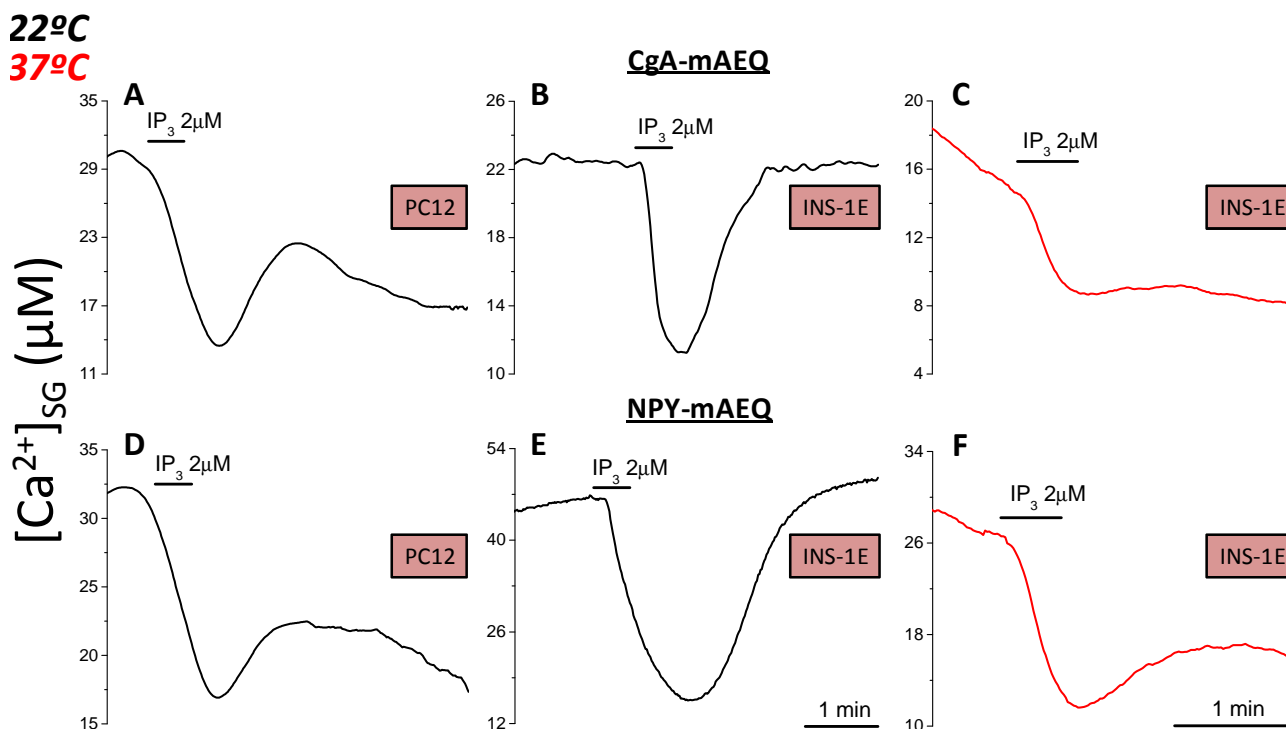 22ºC
37ºC
CgA-mAEQ
A
IP3 2µM
PC12
35
29
23
17
11
B
IP3 2µM
INS-1E
26
22
18
14
10
C
IP3 2µM
INS-1E
20
16
12
8
4
[Ca2+]SG (µM)
NPY-mAEQ
D
IP3 2µM
PC12
35
30
25
20
15
E
IP3 2µM
INS-1E
54
40
26
12
1 min
F
IP3 2µM
INS-1E
34
26
18
10
1 min